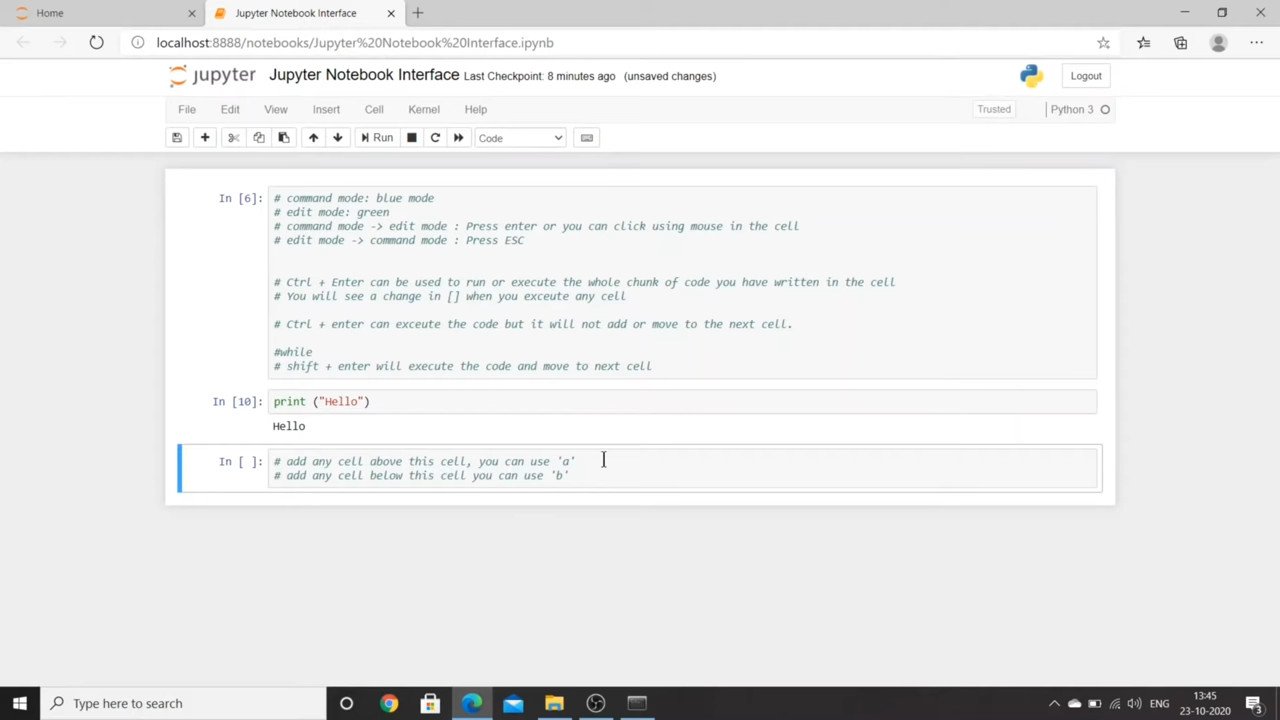 Home
Jupyter Notebook Interface
localhost:8888/notebooks/Jupyter%20Notebook%20Interface.ipynb
jupyter Jupyter Notebook Interface Last Checkpoint: 8 minutes ago (unsaved changes) Logout
File Edit View Insert Cell Kernel Help Trusted Python 3
Run Code
In [6]: # command mode: blue mode
# edit mode: green
# command mode -> edit mode : Press enter or you can click using mouse in the cell
# edit mode -> command mode : Press ESC
# Ctrl + Enter can be used to run or execute the whole chunk of code you have written in the cell
# You will see a change in [] when you exceute any cell
# Ctrl + enter can exceute the code but it will not add or move to the next cell.
#while
# shift + enter will execute the code and move to next cell
In [10]: print ("Hello")
Hello
In [ ]: # add any cell above this cell, you can use 'a'
# add any cell below this cell you can use 'b'
Type here to search
ENG
13:45
23-10-2020
3